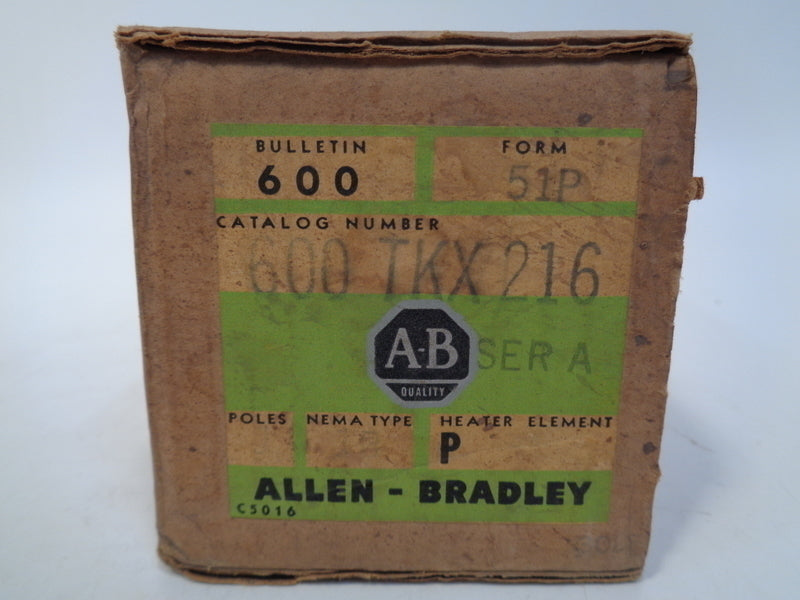 BULLETIN FORM
600 51P
CATALOG NUMBER
600 TKX 216
A-B SER A
QUALITY
POLES NEMA TYPE HEATER ELEMENT
P
ALLEN - BRADLEY
C5016